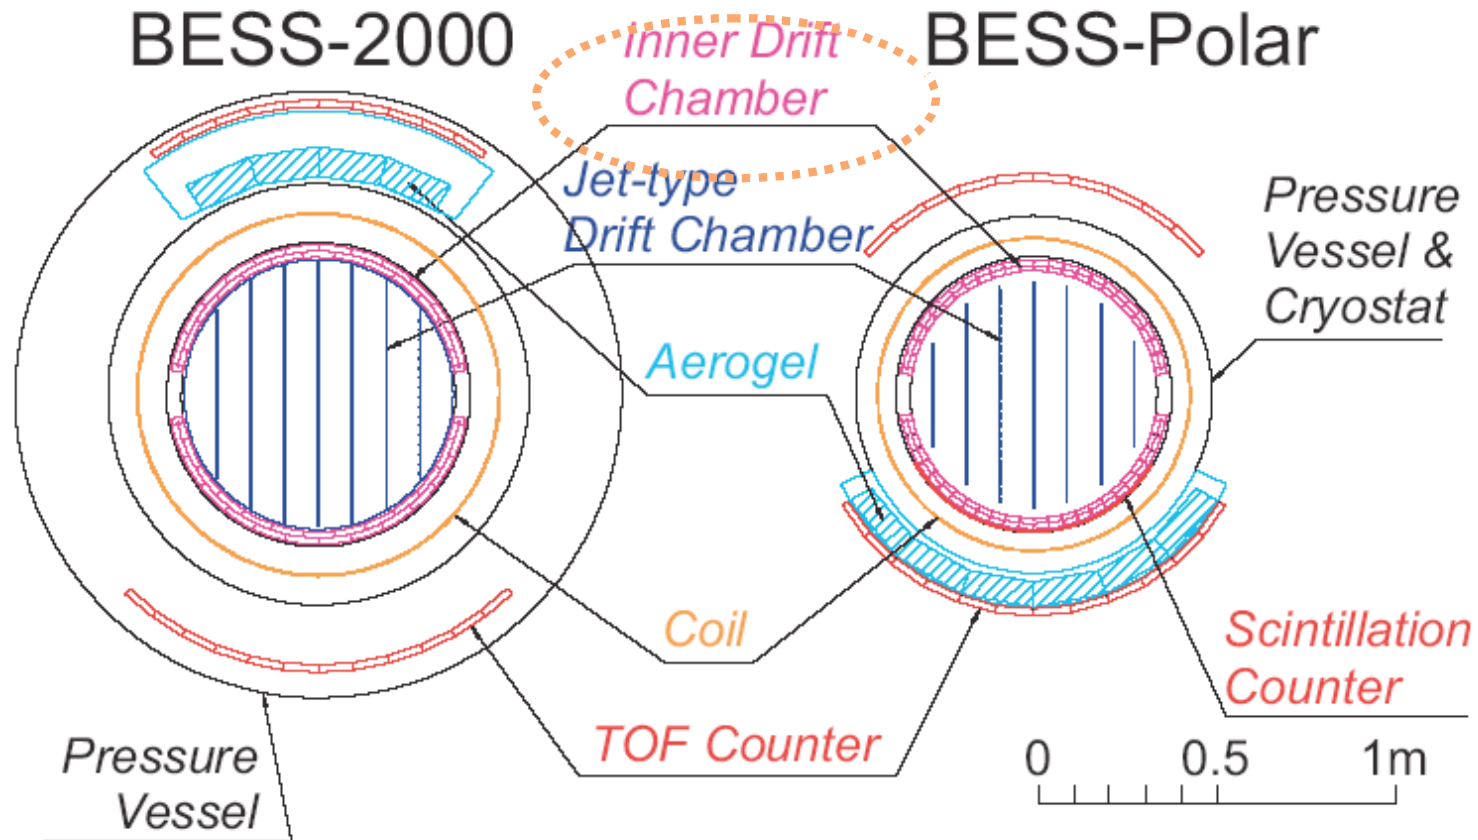 BESS-2000
Inner Drift
Chamber
BESS-Polar
Jet-type
Drift Chamber
Pressure
Vessel &
Cryostat
Aerogel
Coil
Scintillation
Counter
TOF Counter
Pressure
Vessel
0 0.5 1m